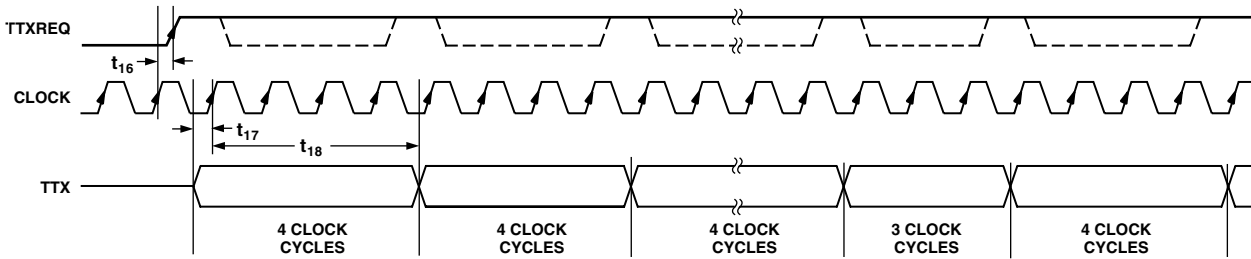 TTXREQ
t16
CLOCK
t17
t18
TTX
4 CLOCK
CYCLES
4 CLOCK
CYCLES
4 CLOCK
CYCLES
3 CLOCK
CYCLES
4 CLOCK
CYCLES